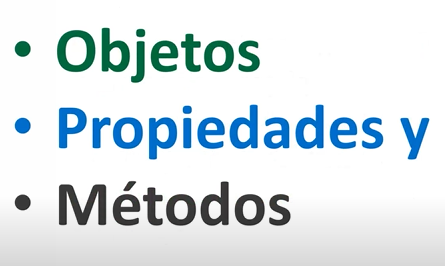 • Objetos
• Propiedades y
• Métodos